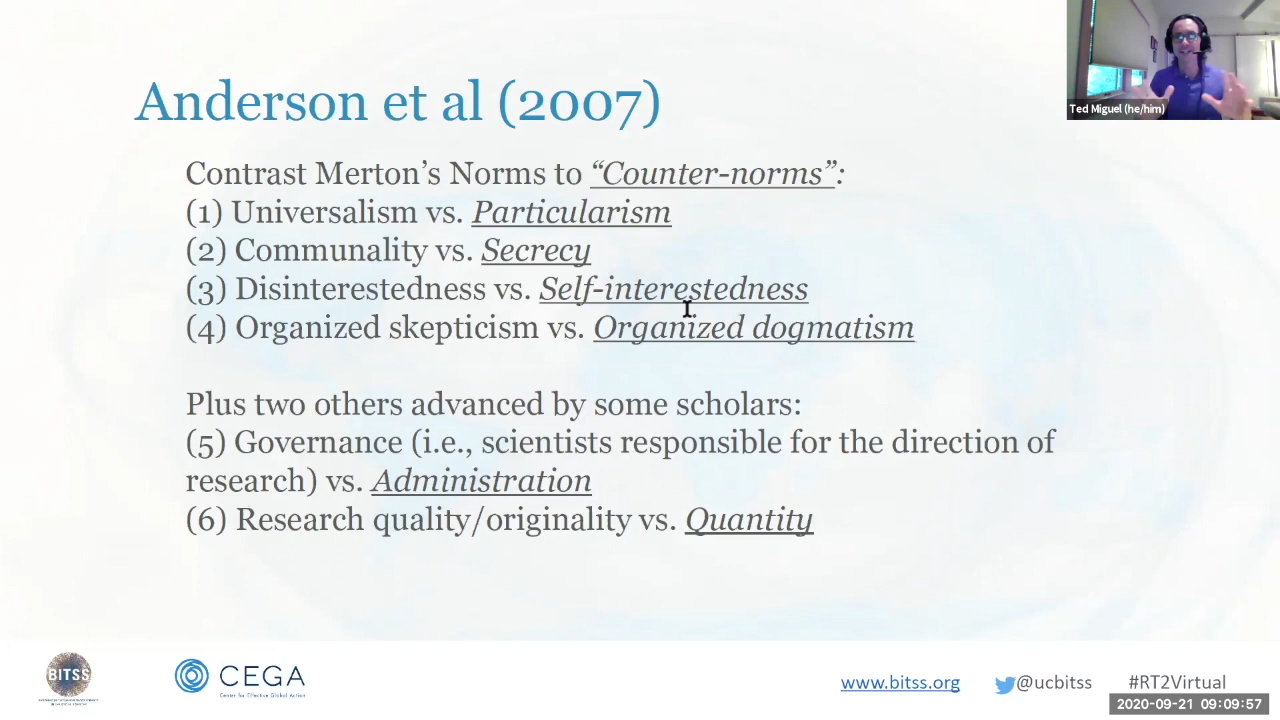 Anderson et al (2007)
Ted Miguel (he/him)
Contrast Merton's Norms to “Counter-norms”:
(1) Universalism vs. Particularism
(2) Communality vs. Secrecy
(3) Disinterestedness vs. Self-interestedness
(4) Organized skepticism vs. Organized dogmatism
Plus two others advanced by some scholars:
(5) Governance (i.e., scientists responsible for the direction of
research) vs. Administration
(6) Research quality/originality vs. Quantity
BITSS
CEGA
Center for Effective Global Action
www.bitss.org
@ucbitss
#RT2Virtual
2020-09-21 09:09:57